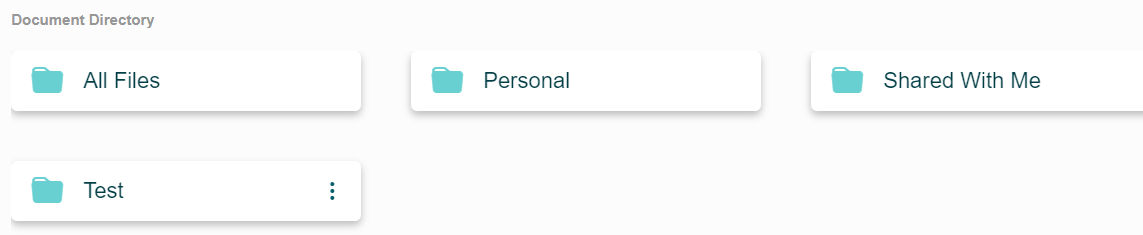 Document Directory
All Files
Personal
Shared With Me
Test